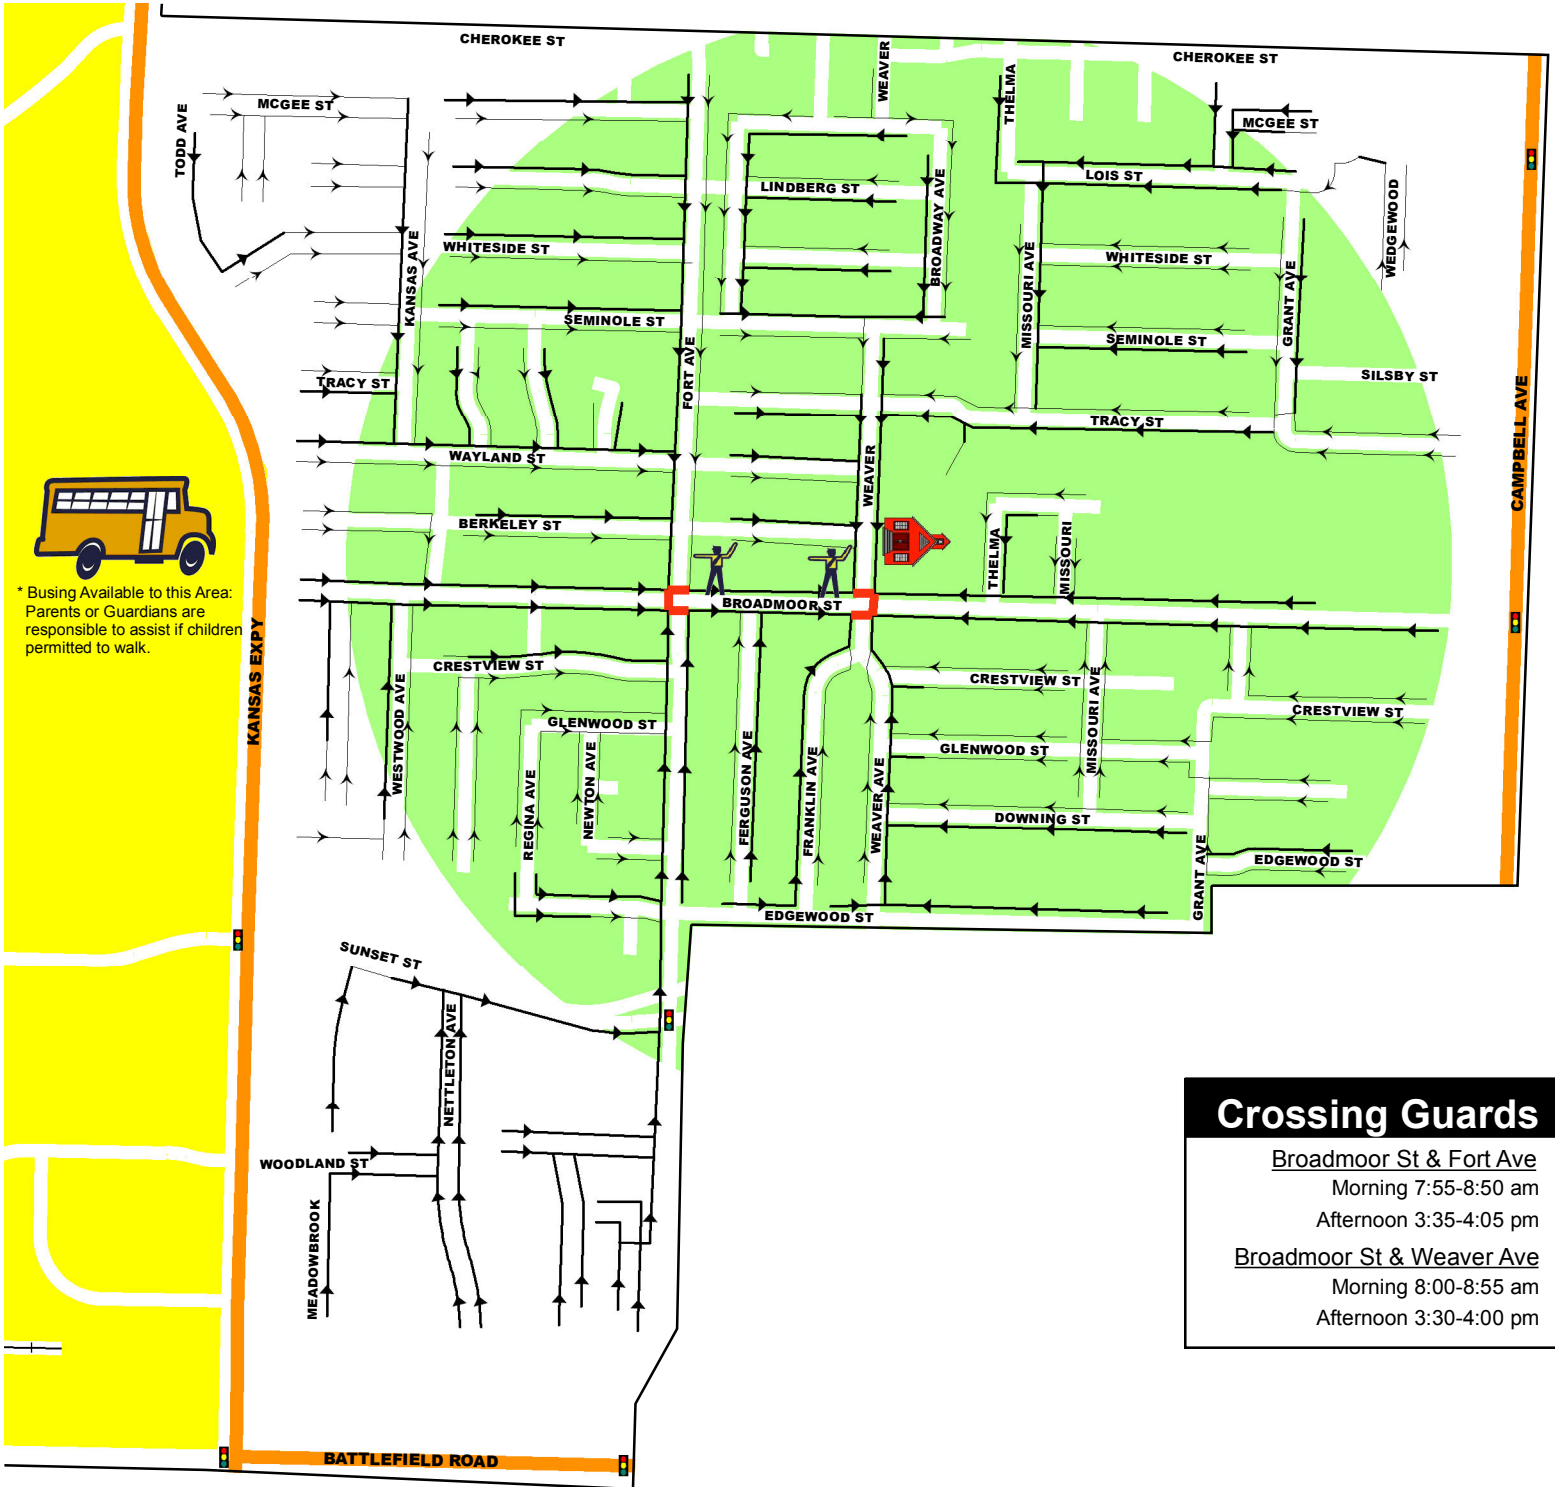 CHEROKEE ST
CHEROKEE ST
WEAVER
THELMA
MCGEE ST
MCGEE ST
TODD AVE
LOIS ST
LINDBERG ST
BROADWAY AVE
WEDGEWOOD
KANSAS AVE
WHITESIDE ST
MISSOURI AVE
WHITESIDE ST
GRANT AVE
SEMINOLE ST
SEMINOLE ST
FORT AVE
TRACY ST
SILSBY ST
TRACY ST
CAMPBELL AVE
WAYLAND ST
WEAVER
BERKELEY ST
THELMA
MISSOURI
* Busing Available to this Area:
Parents or Guardians are
responsible to assist if children
permitted to walk.
BROADMOOR ST
KANSAS EXPY
CRESTVIEW ST
WESTWOOD AVE
CRESTVIEW ST
MISSOURI AVE
CRESTVIEW ST
GLENWOOD ST
GLENWOOD ST
REGINA AVE
NEWTON AVE
FERGUSON AVE
FRANKLIN AVE
WEAVER AVE
DOWNING ST
GRANT AVE
EDGEWOOD ST
EDGEWOOD ST
SUNSET ST
NETTLETON AVE
WOODLAND ST
MEADOWBROOK
Crossing Guards
Broadmoor St & Fort Ave
Morning 7:55-8:50 am
Afternoon 3:35-4:05 pm
Broadmoor St & Weaver Ave
Morning 8:00-8:55 am
Afternoon 3:30-4:00 pm
BATTLEFIELD ROAD